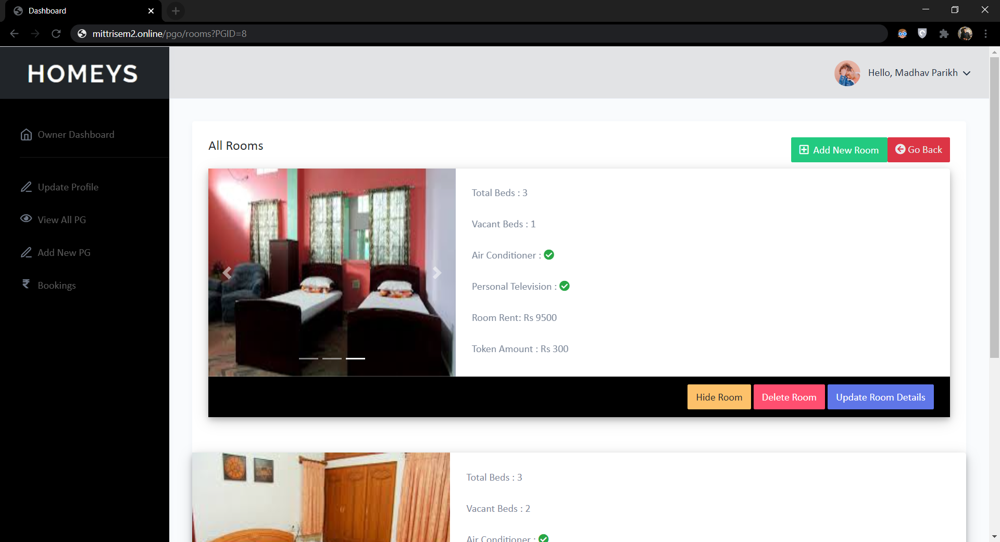 Dashboard
mittrisem2.online/pgo/rooms?PGID=8
HOMEYS
Hello, Madhav Parikh
Owner Dashboard
Update Profile
View All PG
Add New PG
Bookings
All Rooms
Add New Room
Go Back
Total Beds : 3
Vacant Beds : 1
Air Conditioner :
Personal Television :
Room Rent: Rs 9500
Token Amount : Rs 300
Hide Room
Delete Room
Update Room Details
Total Beds : 3
Vacant Beds : 2
Air Conditioner :